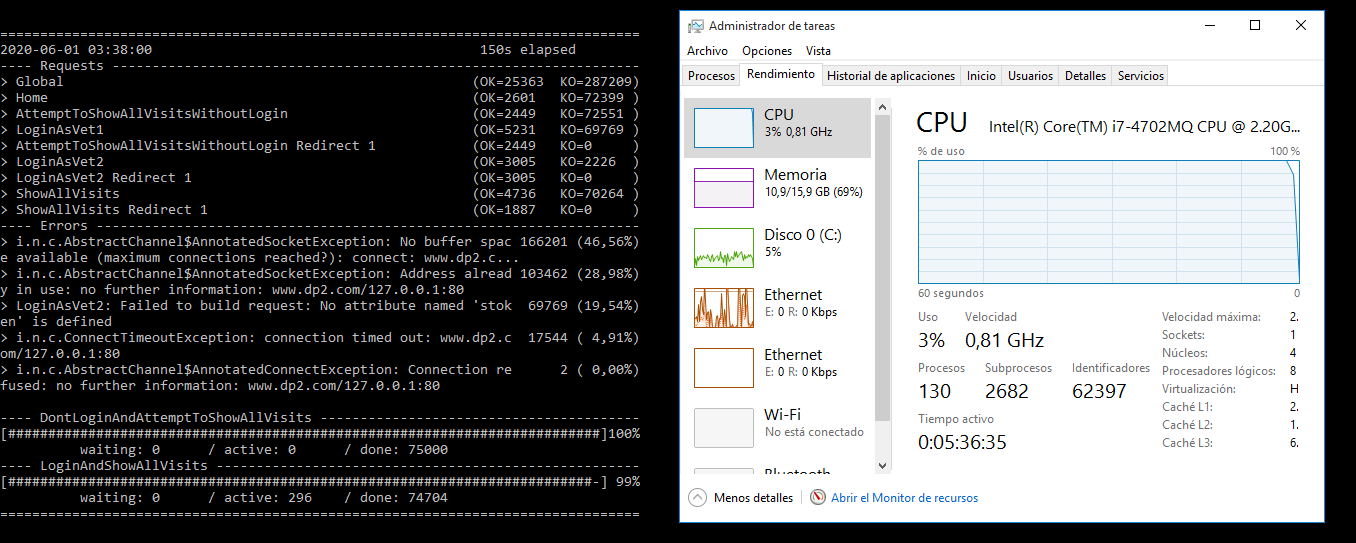 ================================================================================
2020-06-01 03:38:00                                         150s elapsed
---- Requests ------------------------------------------------------------------
> Global                                                   (OK=25363  KO=287209)
> Home                                                     (OK=2601   KO=72399 )
> AttemptToShowAllVisitsWithoutLogin                       (OK=2449   KO=72551 )
> LoginAsVet1                                              (OK=5231   KO=69769 )
> AttemptToShowAllVisitsWithoutLogin Redirect 1            (OK=2449   KO=0     )
> LoginAsVet2                                              (OK=3005   KO=2226  )
> LoginAsVet2 Redirect 1                                   (OK=3005   KO=0     )
> ShowAllVisits                                            (OK=4736   KO=70264 )
> ShowAllVisits Redirect 1                                 (OK=1887   KO=0     )
---- Errors --------------------------------------------------------------------
> i.n.c.AbstractChannel$AnnotatedSocketException: No buffer spac 166201 (46,56%)
e available (maximum connections reached?): connect: www.dp2.c...
> i.n.c.AbstractChannel$AnnotatedSocketException: Address alread 103462 (28,98%)
y in use: no further information: www.dp2.com/127.0.0.1:80
> LoginAsVet2: Failed to build request: No attribute named 'stok  69769 (19,54%)
en' is defined
> i.n.c.ConnectTimeoutException: connection timed out: www.dp2.c  17544 ( 4,91%)
om/127.0.0.1:80
> i.n.c.AbstractChannel$AnnotatedConnectException: Connection re      2 ( 0,00%)
fused: no further information: www.dp2.com/127.0.0.1:80
---- DontLoginAndAttemptToShowAllVisits ----------------------------------------
[##########################################################################]100%
          waiting: 0      / active: 0      / done: 75000
---- LoginAndShowAllVisits -----------------------------------------------------
[#########################################################################-] 99%
          waiting: 0      / active: 296    / done: 74704
================================================================================
Administrador de tareas
Archivo Opciones Vista
Procesos Rendimiento Historial de aplicaciones Inicio Usuarios Detalles Servicios
CPU
3% 0,81 GHz
Memoria
10,9/15,9 GB (69%)
Disco 0 (C:)
5%
Ethernet
E: 0 R: 0 Kbps
Ethernet
E: 0 R: 0 Kbps
Wi-Fi
No está conectado
Bluetooth
CPU Intel(R) Core(TM) i7-4702MQ CPU @ 2.20G...
% de uso 100 %
60 segundos 0
Uso Velocidad
3% 0,81 GHz
Procesos Subprocesos Identificadores
130 2682 62397
Tiempo activo
0:05:36:35
Velocidad máxima: 2.
Sockets: 1
Núcleos: 4
Procesadores lógicos: 8
Virtualización: H
Caché L1: 2.
Caché L2: 1.
Caché L3: 6.
Menos detalles Abrir el Monitor de recursos